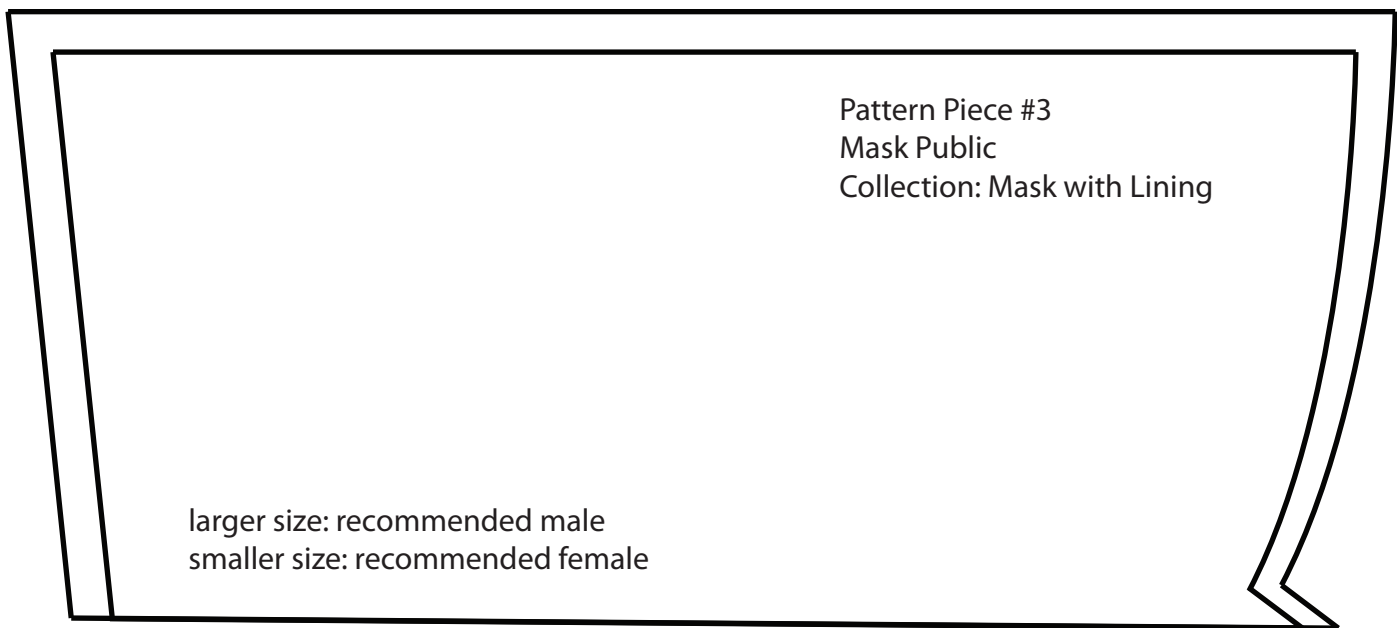 Pattern Piece #3
Mask Public
Collection: Mask with Lining
larger size: recommended male
smaller size: recommended female